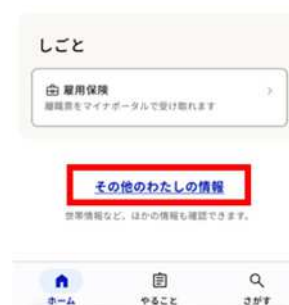 しごと
雇用保険
離職票をマイナポータルで受け取れます
その他のわたしの情報
世帯情報など、ほかの情報も確認できます。
ホーム
やること
さがす